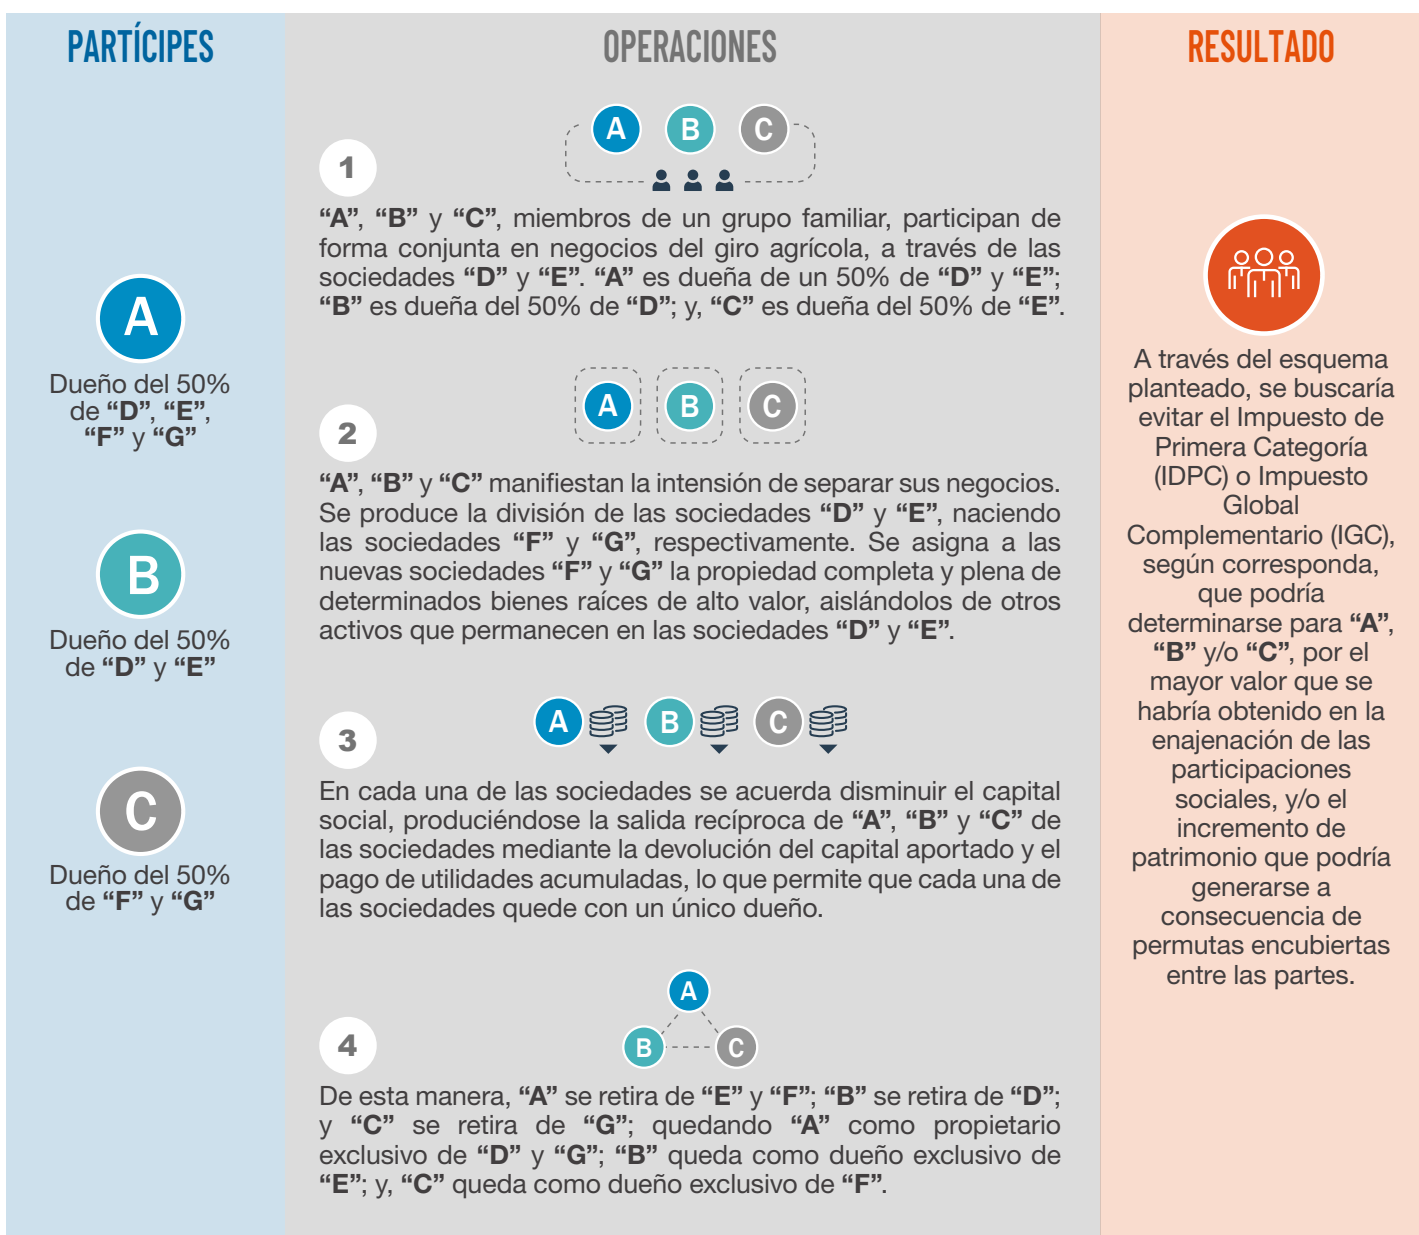 PARTÍCIPES
A
Dueño del 50%
de “D”, “E”,
“F” y “G”
B
Dueño del 50%
de “D” y “E”
C
Dueño del 50%
de “F” y “G”
OPERACIONES
A B C
1
“A”, “B” y “C”, miembros de un grupo familiar, participan de
forma conjunta en negocios del giro agrícola, a través de las
sociedades “D” y “E”. “A” es dueña de un 50% de “D” y “E”;
“B” es dueña del 50% de “D”; y, “C” es dueña del 50% de “E”.
A B C
2
“A”, “B” y “C” manifiestan la intensión de separar sus negocios.
Se produce la división de las sociedades “D” y “E”, naciendo
las sociedades “F” y “G”, respectivamente. Se asigna a las
nuevas sociedades “F” y “G” la propiedad completa y plena de
determinados bienes raíces de alto valor, aislándolos de otros
activos que permanecen en las sociedades “D” y “E”.
A B C
3
En cada una de las sociedades se acuerda disminuir el capital
social, produciéndose la salida recíproca de “A”, “B” y “C” de
las sociedades mediante la devolución del capital aportado y el
pago de utilidades acumuladas, lo que permite que cada una de
las sociedades quede con un único dueño.
A
B C
4
De esta manera, “A” se retira de “E” y “F”; “B” se retira de “D”;
y “C” se retira de “G”; quedando “A” como propietario
exclusivo de “D” y “G”; “B” queda como dueño exclusivo de
“E”; y, “C” queda como dueño exclusivo de “F”.
RESULTADO
A través del esquema
planteado, se buscaría
evitar el Impuesto de
Primera Categoría
(IDPC) o Impuesto
Global
Complementario (IGC),
según corresponda,
que podría
determinarse para “A”,
“B” y/o “C”, por el
mayor valor que se
habría obtenido en la
enajenación de las
participaciones
sociales, y/o el
incremento de
patrimonio que podría
generarse a
consecuencia de
permutas encubiertas
entre las partes.